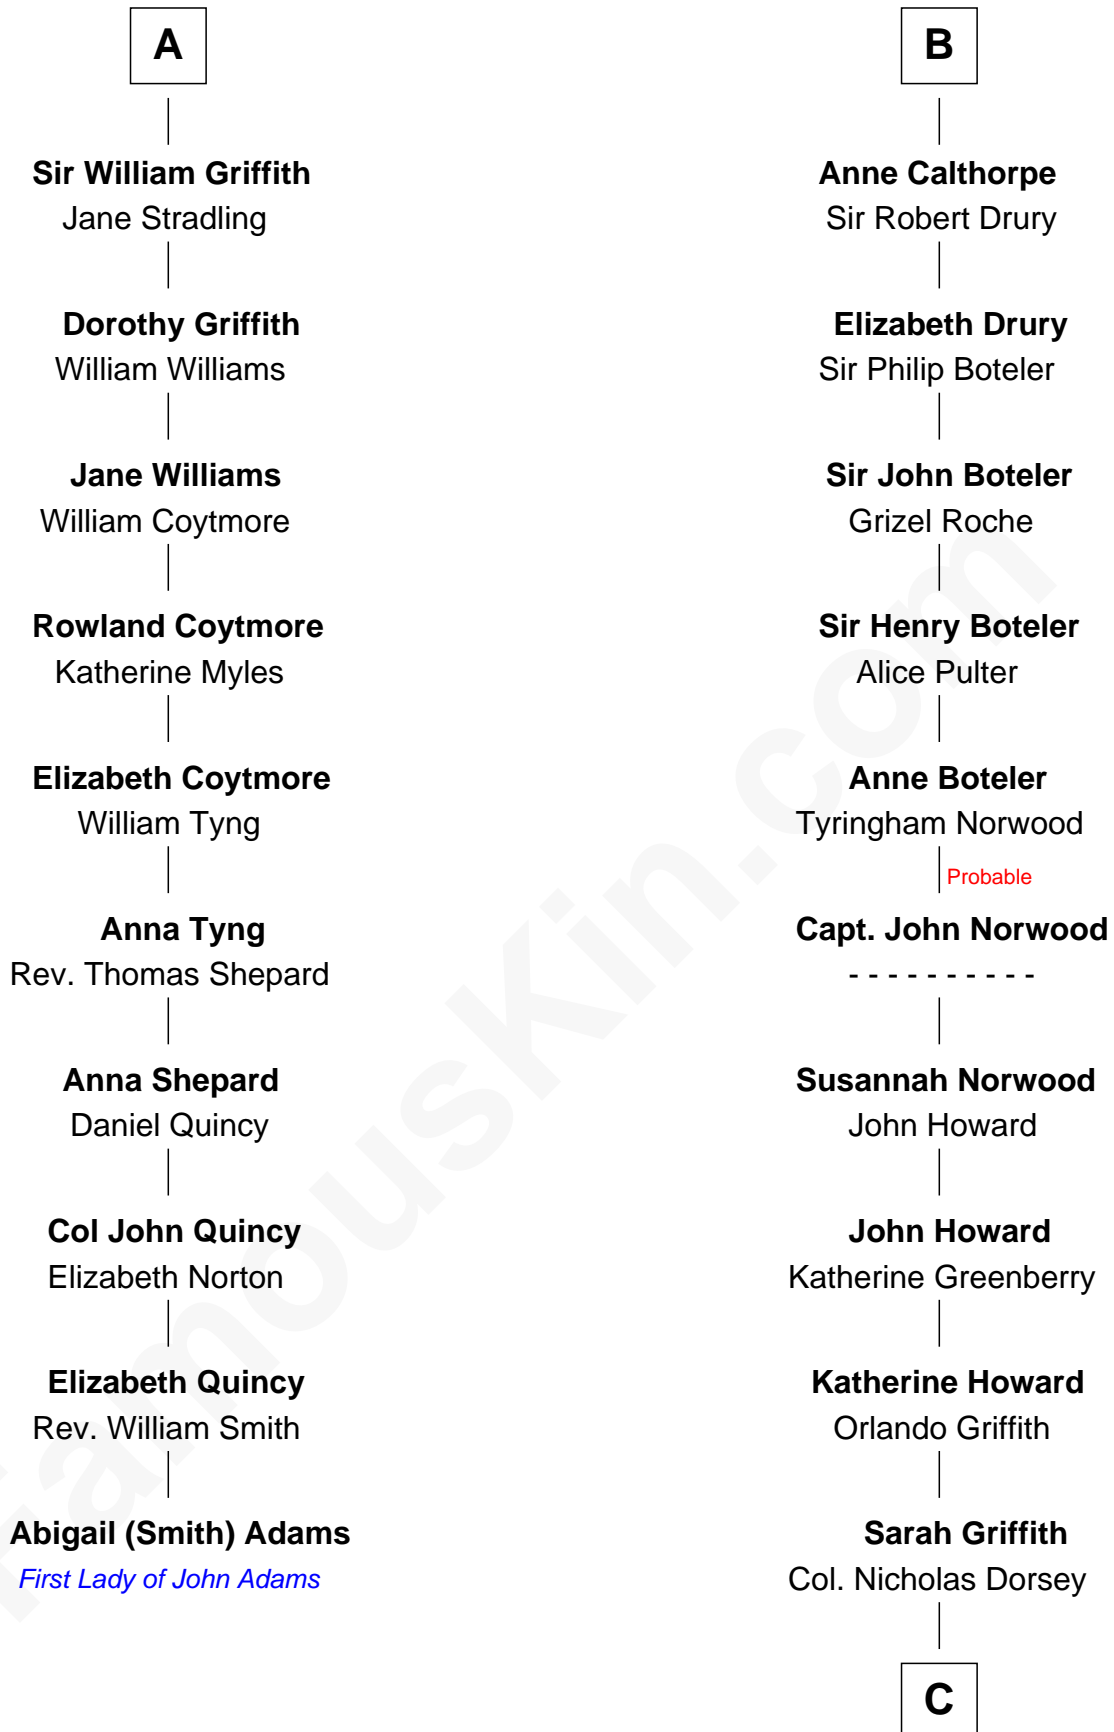 A
Sir William Griffith
Jane Stradling
Dorothy Griffith
William Williams
Jane Williams
William Coytmore
Rowland Coytmore
Katherine Myles
Elizabeth Coytmore
William Tyng
Anna Tyng
Rev. Thomas Shepard
Anna Shepard
Daniel Quincy
Col John Quincy
Elizabeth Norton
Elizabeth Quincy
Rev. William Smith
Abigail (Smith) Adams
First Lady of John Adams
B
Anne Calthorpe
Sir Robert Drury
Elizabeth Drury
Sir Philip Boteler
Sir John Boteler
Grizel Roche
Sir Henry Boteler
Alice Pulter
Anne Boteler
Tyringham Norwood
Probable
Capt. John Norwood
- - - - - - - - - -
Susannah Norwood
John Howard
John Howard
Katherine Greenberry
Katherine Howard
Orlando Griffith
Sarah Griffith
Col. Nicholas Dorsey
C
FamousKin.com